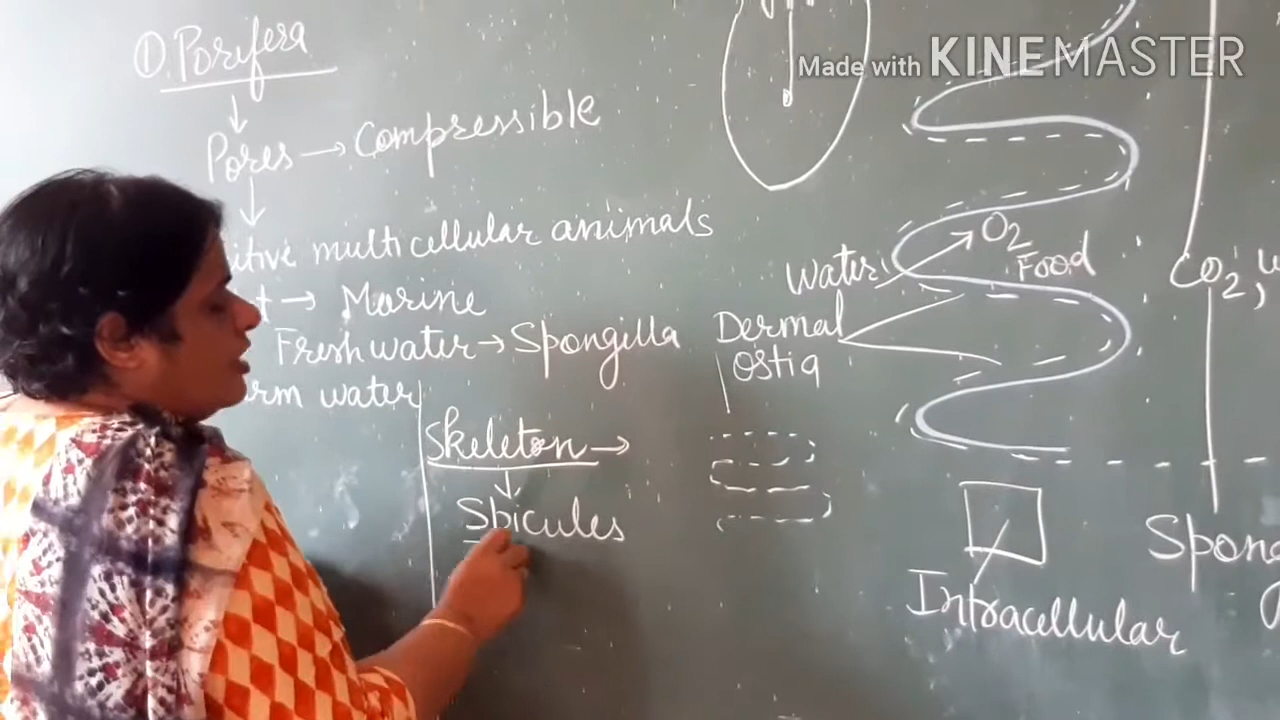 ① Porifera
Pores → Compressible
itive multicellular animals
t → Marine
Fresh water → Spongilla
rm water
Skeleton →
Spicules
Water
O2
Food
Dermal
Ostia
CO2,
Intracellular
Spong
Made with KINEMASTER